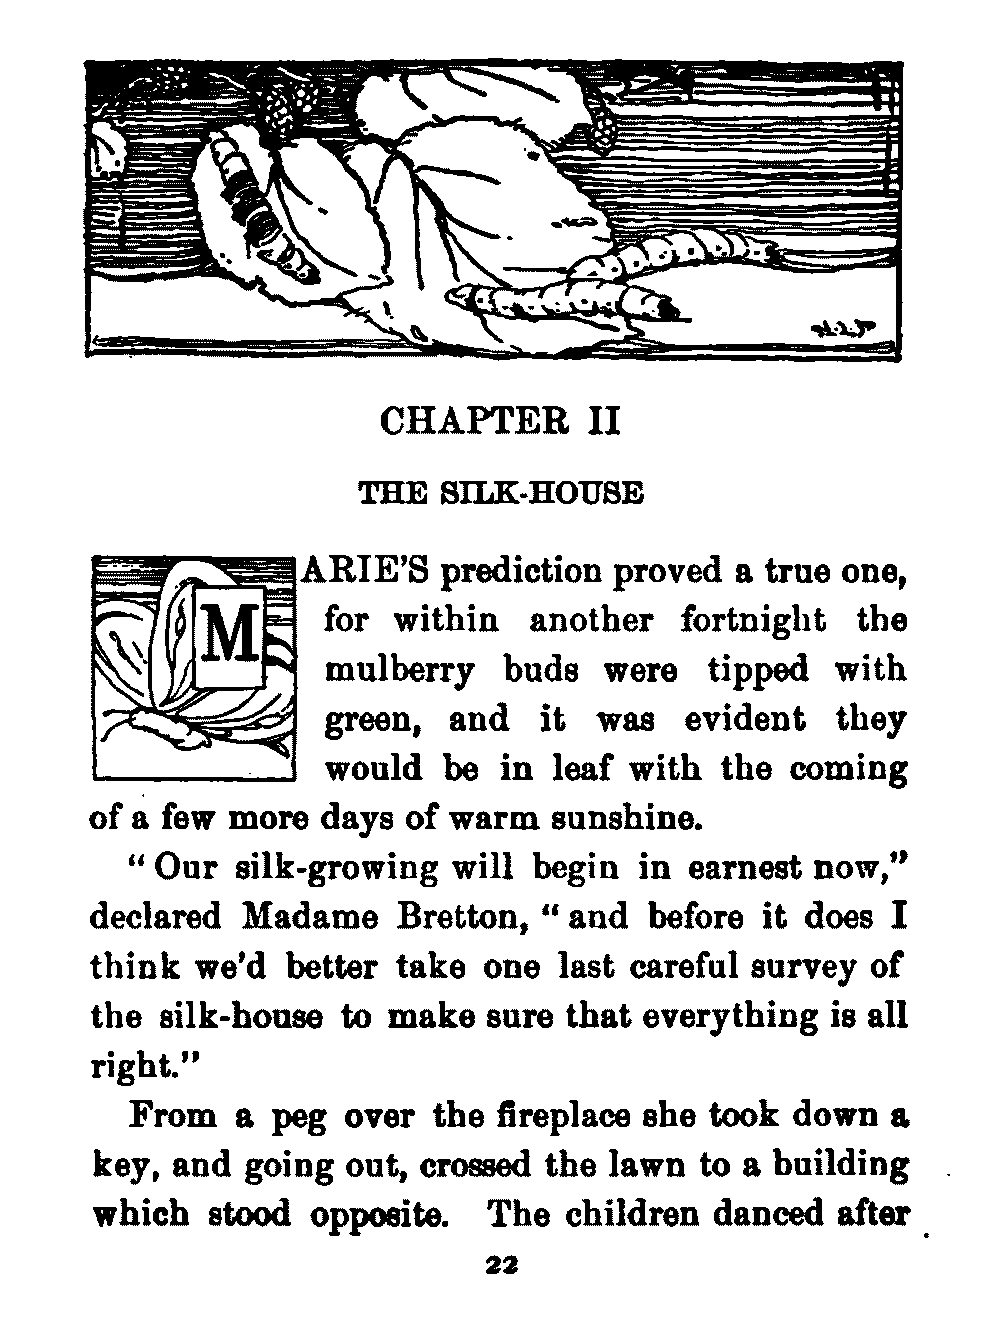 CHAPTER II
THE SILK-HOUSE
MARIE'S prediction proved a true one,
for within another fortnight the
mulberry buds were tipped with
green, and it was evident they
would be in leaf with the coming
of a few more days of warm sunshine.
"Our silk-growing will begin in earnest now,"
declared Madame Bretton, "and before it does I
think we'd better take one last careful survey of
the silk-house to make sure that everything is all
right."
From a peg over the fireplace she took down a
key, and going out, crossed the lawn to a building
which stood opposite. The children danced after
22